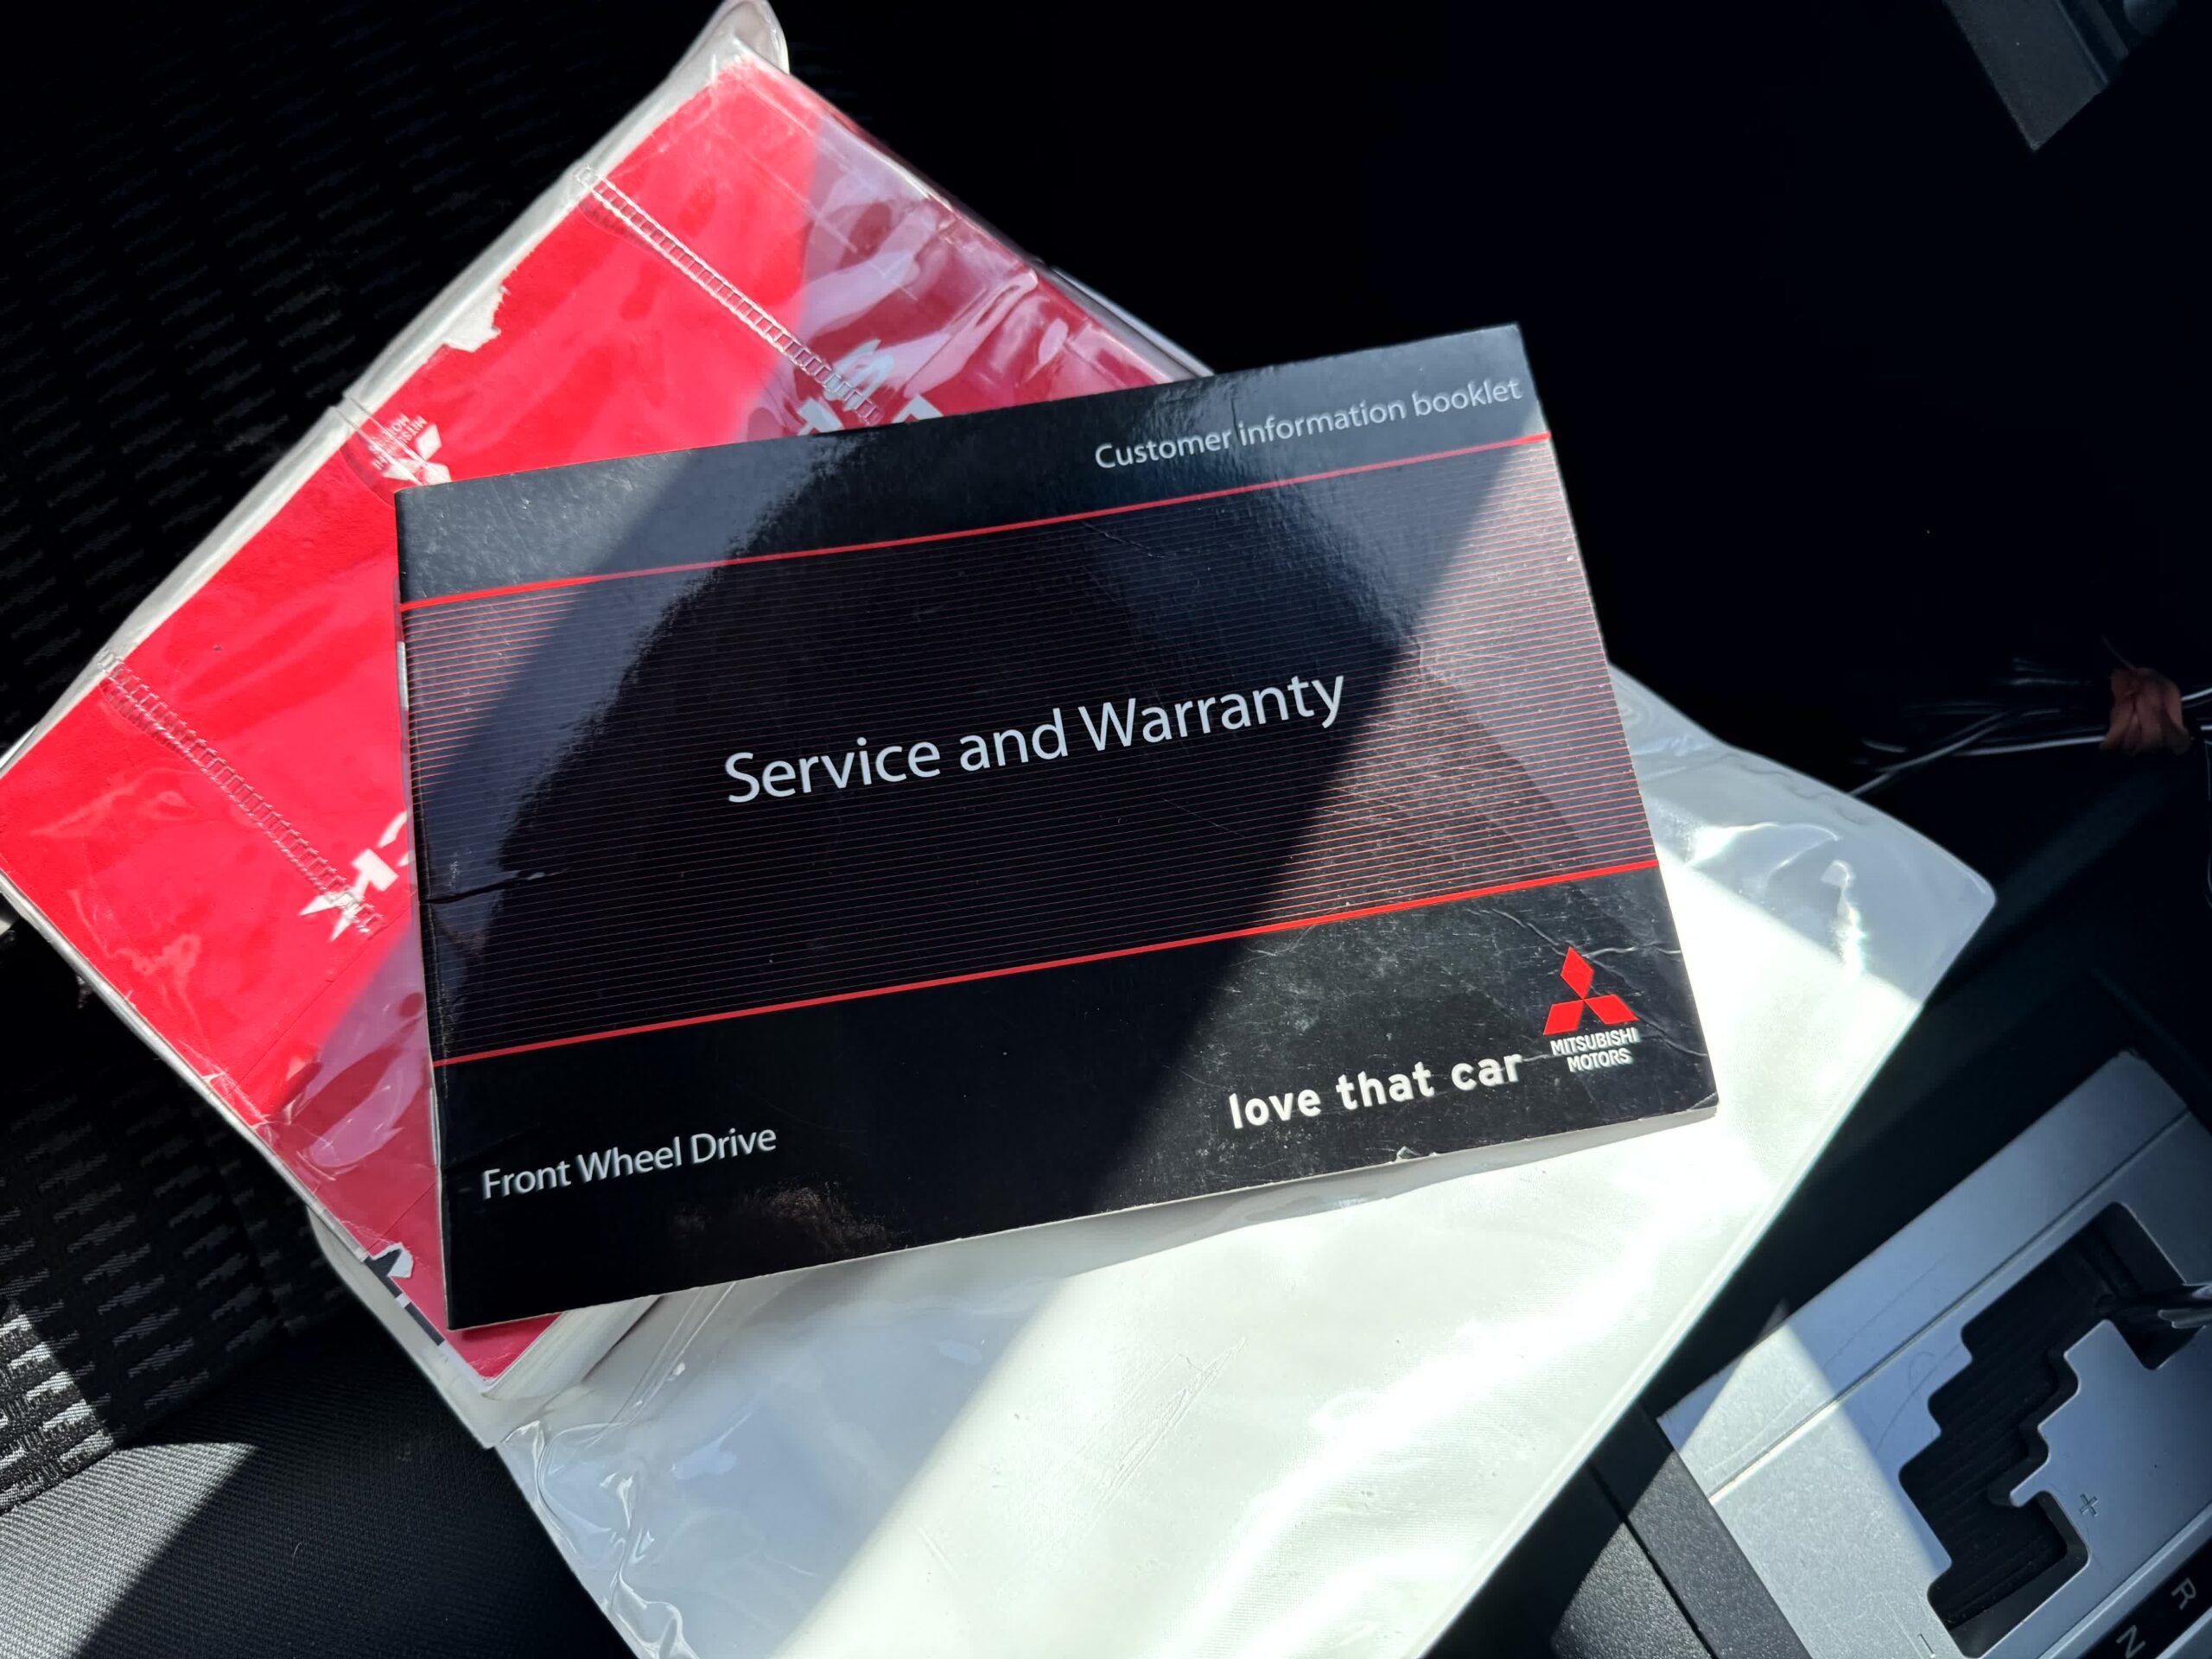 Customer information booklet
Service and Warranty
Front Wheel Drive
love that car
MITSUBISHI
MOTORS
+
R
N